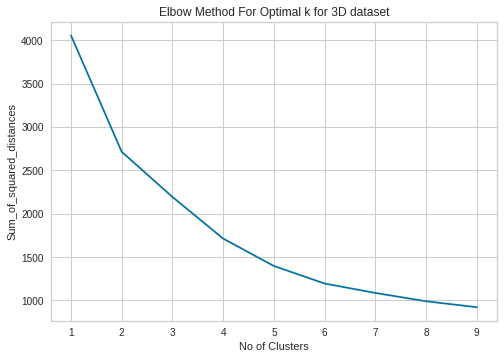 Elbow Method For Optimal k for 3D dataset
4000
3500
3000
2500
2000
1500
1000
Sum_of_squared_distances
1 2 3 4 5 6 7 8 9
No of Clusters